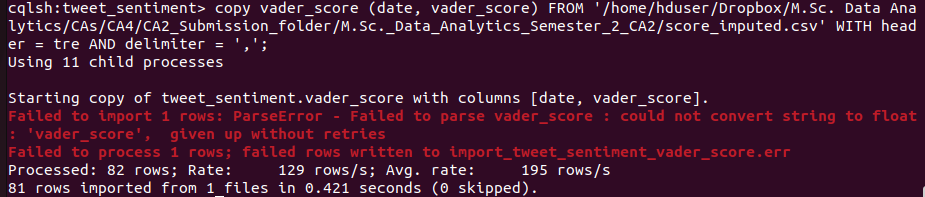 cqlsh:tweet_sentiment> copy vader_score (date, vader_score) FROM '/home/hduser/Dropbox/M.Sc. Data Ana
lytics/CAs/CA4/CA2_Submission_folder/M.Sc._Data_Analytics_Semester_2_CA2/score_imputed.csv' WITH head
er = tre AND delimiter = ',';
Using 11 child processes
Starting copy of tweet_sentiment.vader_score with columns [date, vader_score].
Failed to import 1 rows: ParseError - Failed to parse vader_score : could not convert string to float
: 'vader_score',  given up without retries
Failed to process 1 rows; failed rows written to import_tweet_sentiment_vader_score.err
Processed: 82 rows; Rate:     129 rows/s; Avg. rate:     195 rows/s
81 rows imported from 1 files in 0.421 seconds (0 skipped).